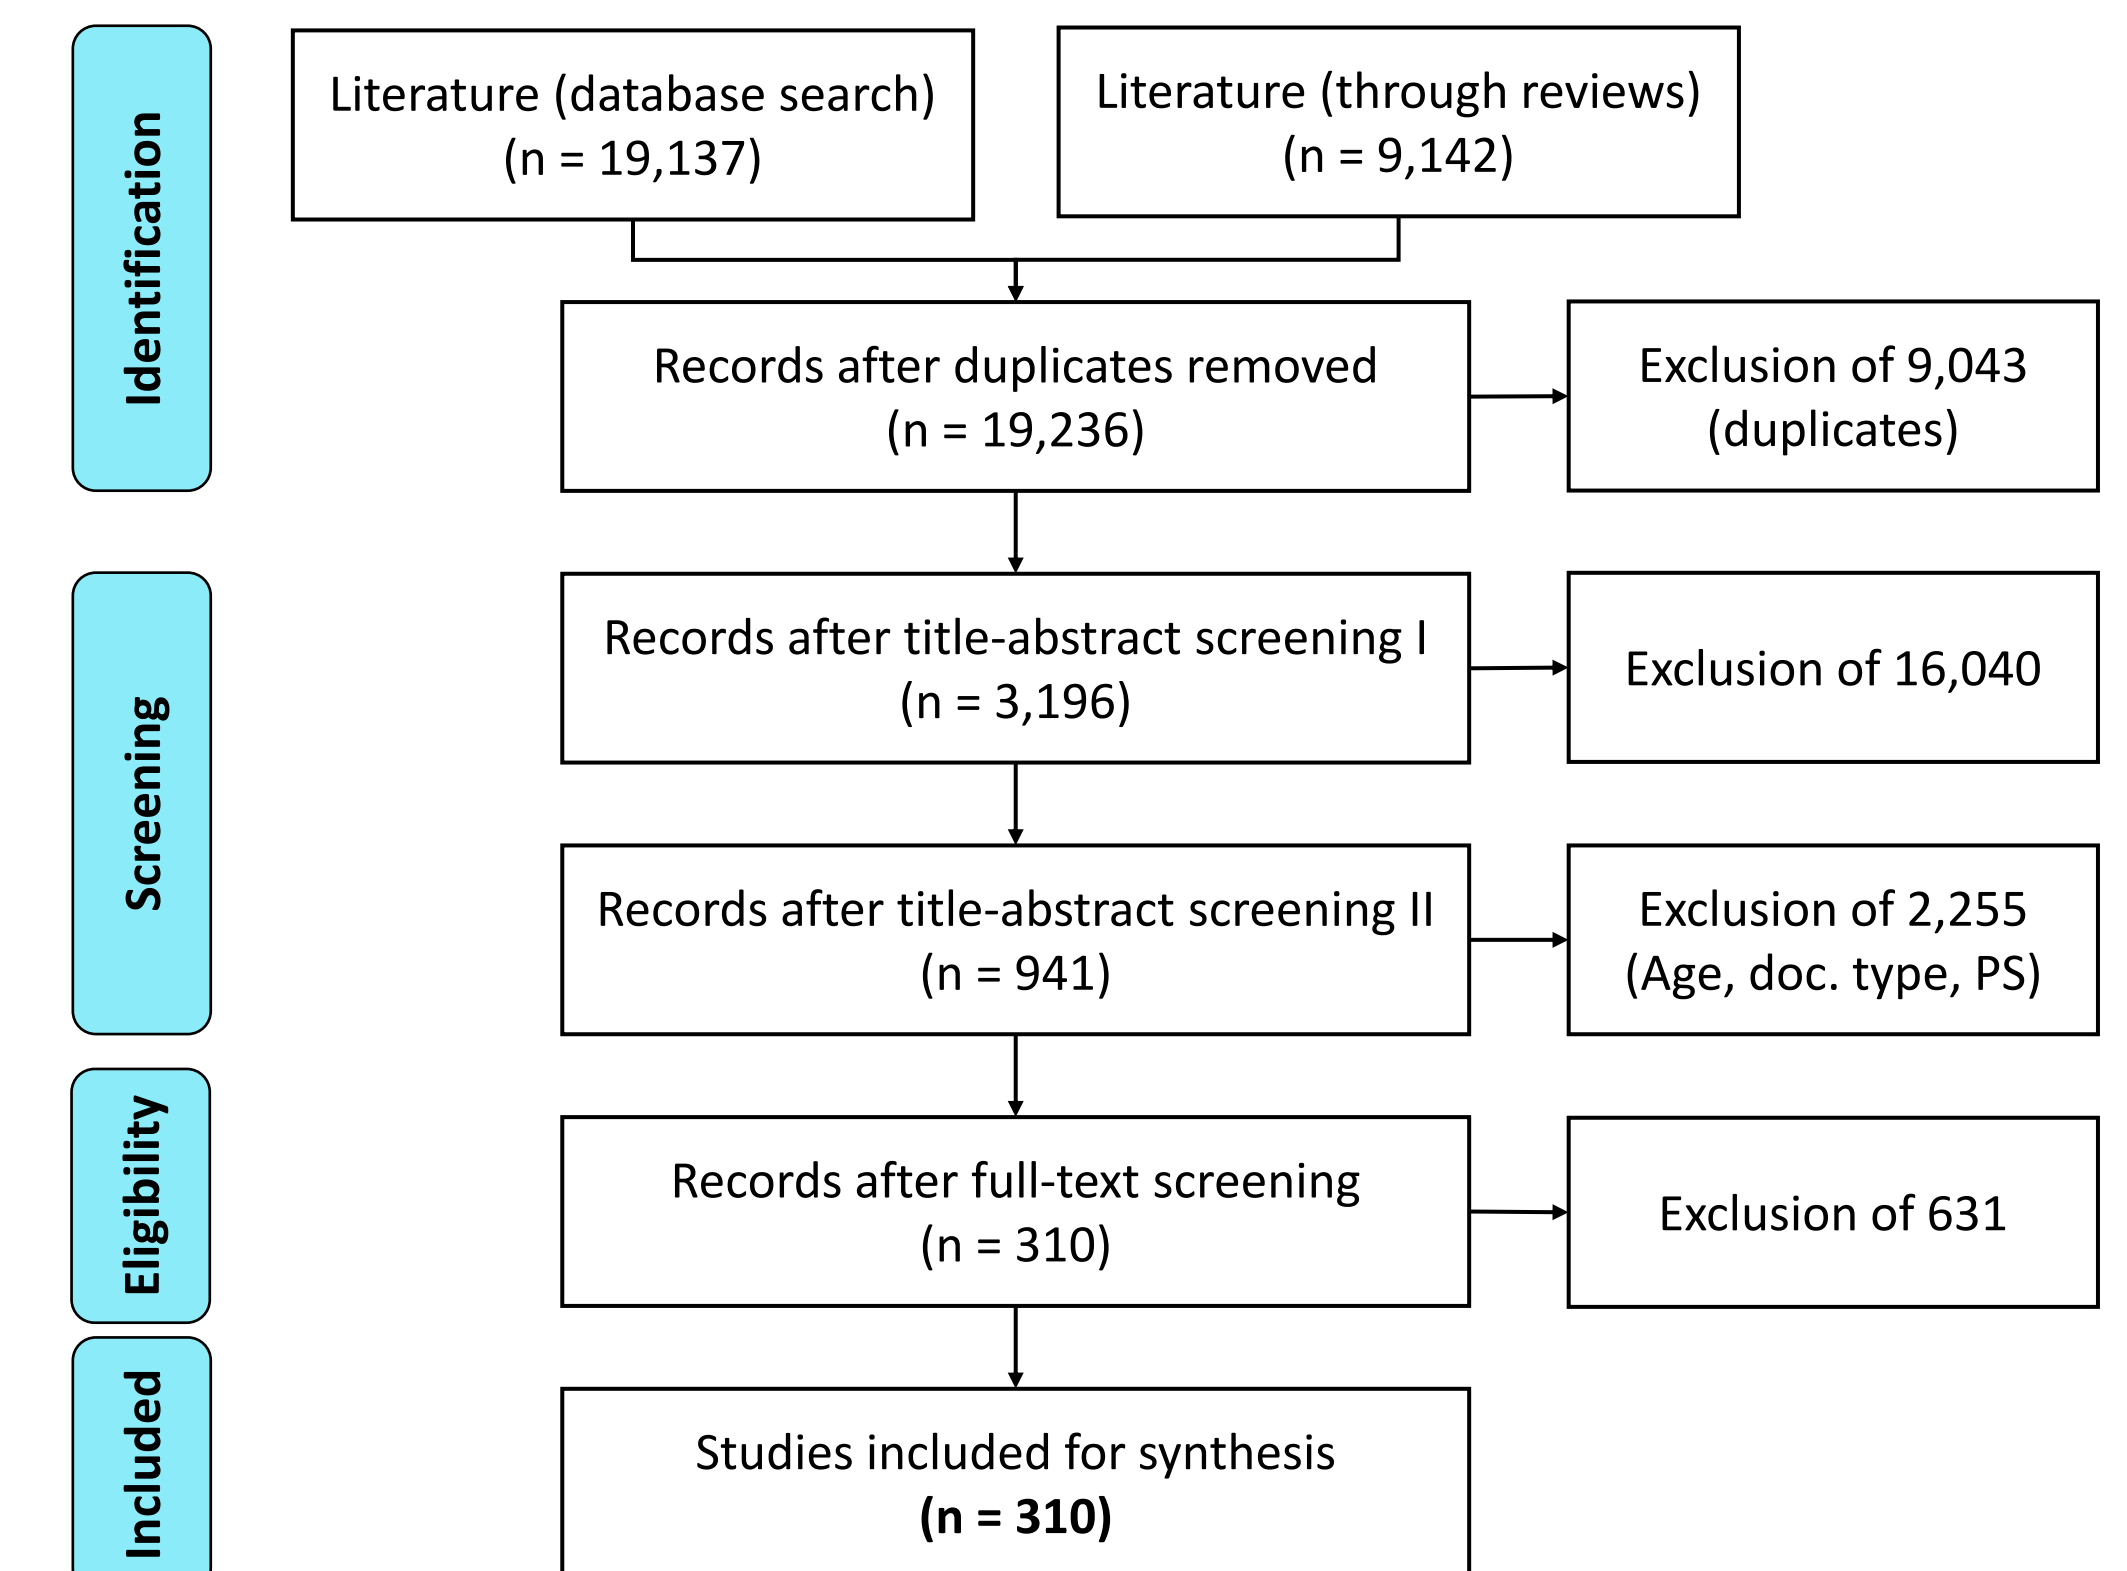 Identification
Literature (database search)
(n = 19,137)
Literature (through reviews)
(n = 9,142)
Records after duplicates removed
(n = 19,236)
Exclusion of 9,043
(duplicates)
Screening
Records after title-abstract screening I
(n = 3,196)
Exclusion of 16,040
Records after title-abstract screening II
(n = 941)
Exclusion of 2,255
(Age, doc. type, PS)
Eligibility
Records after full-text screening
(n = 310)
Exclusion of 631
Included
Studies included for synthesis
(n = 310)